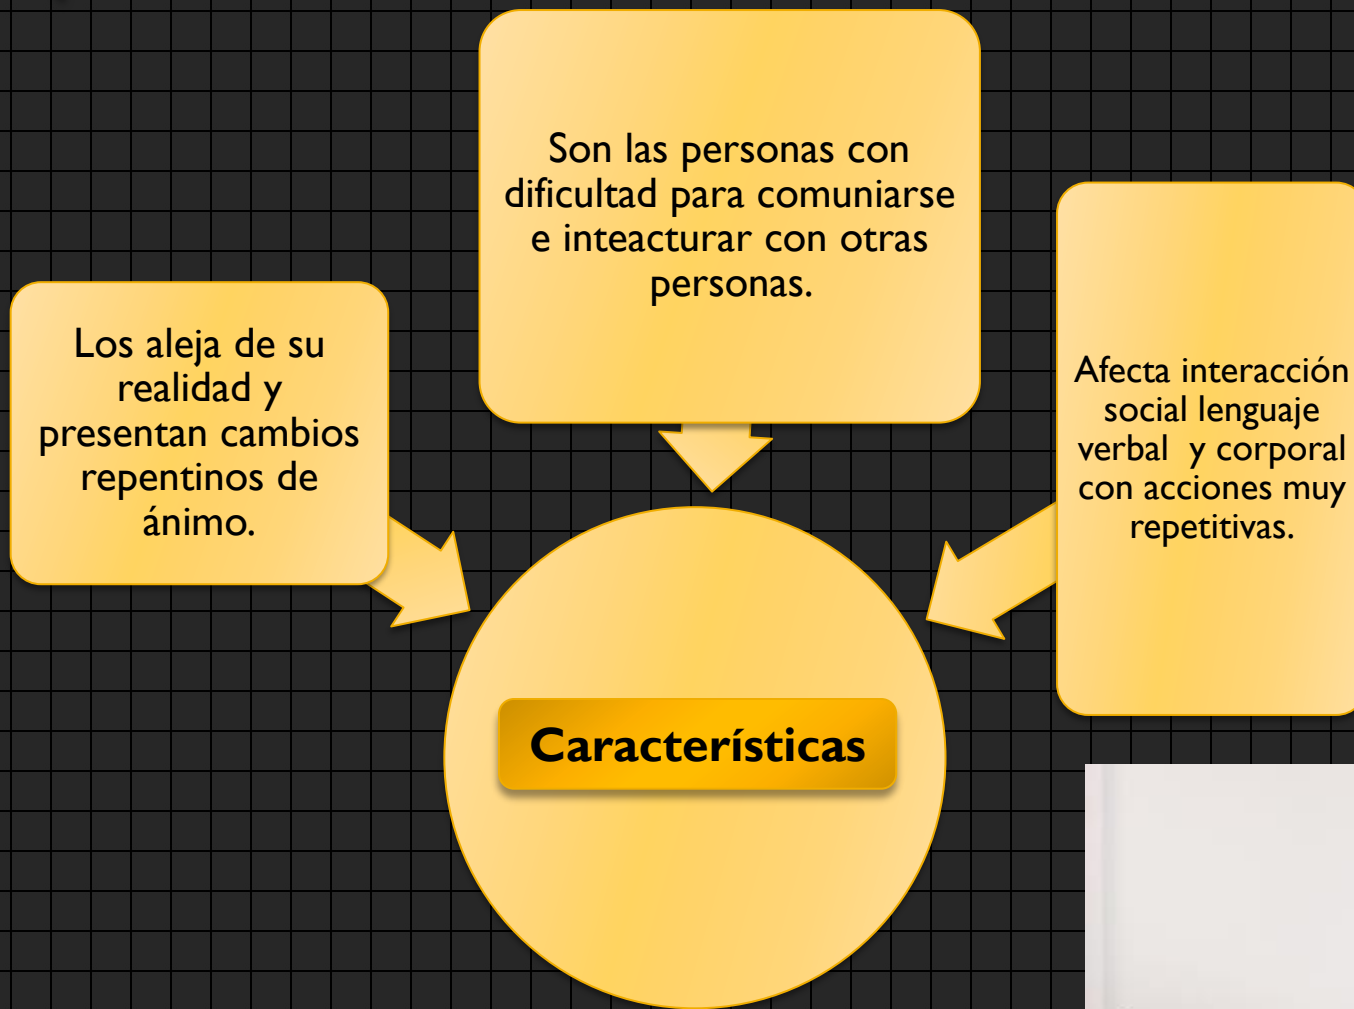 Son las personas con
dificultad para comuniarse
e inteacturar con otras
personas.
Los aleja de su
realidad y
presentan cambios
repentinos de
ánimo.
Afecta interacción
social lenguaje
verbal y corporal
con acciones muy
repetitivas.
Características